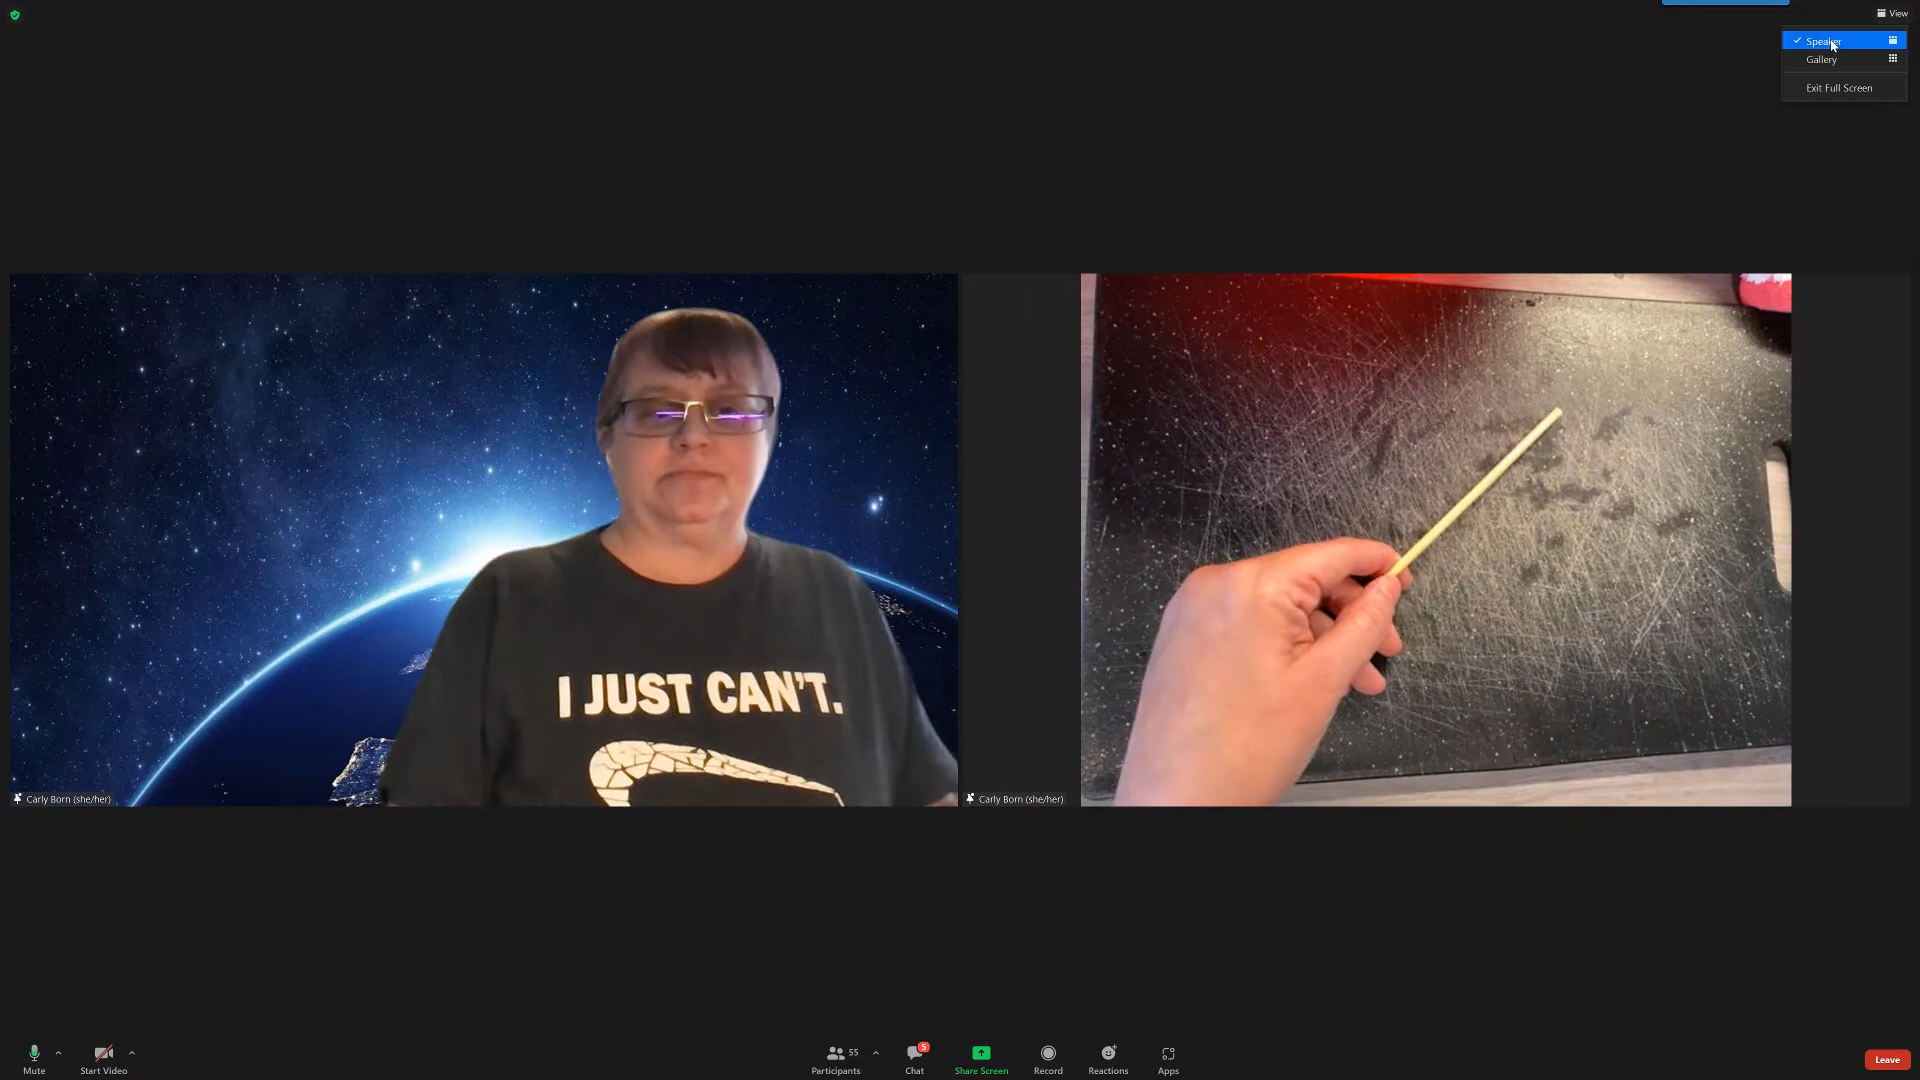 View
Speaker
Gallery
Exit Full Screen
I JUST CAN'T.
Carly Born (she/her)
Carly Born (she/her)
Mute
Start Video
55
Participants
5
Chat
Share Screen
Record
Reactions
Apps
Leave